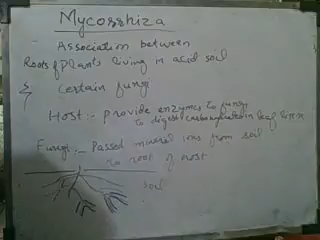 Mycorrhiza
Association between
Roots of Plants living in acid soil
& Certain fungi
Host :- provide enzymes to fungi
to digest carbohydrates in leaf litter
Fungi :- Passed mineral ions from soil
to root of host
soil